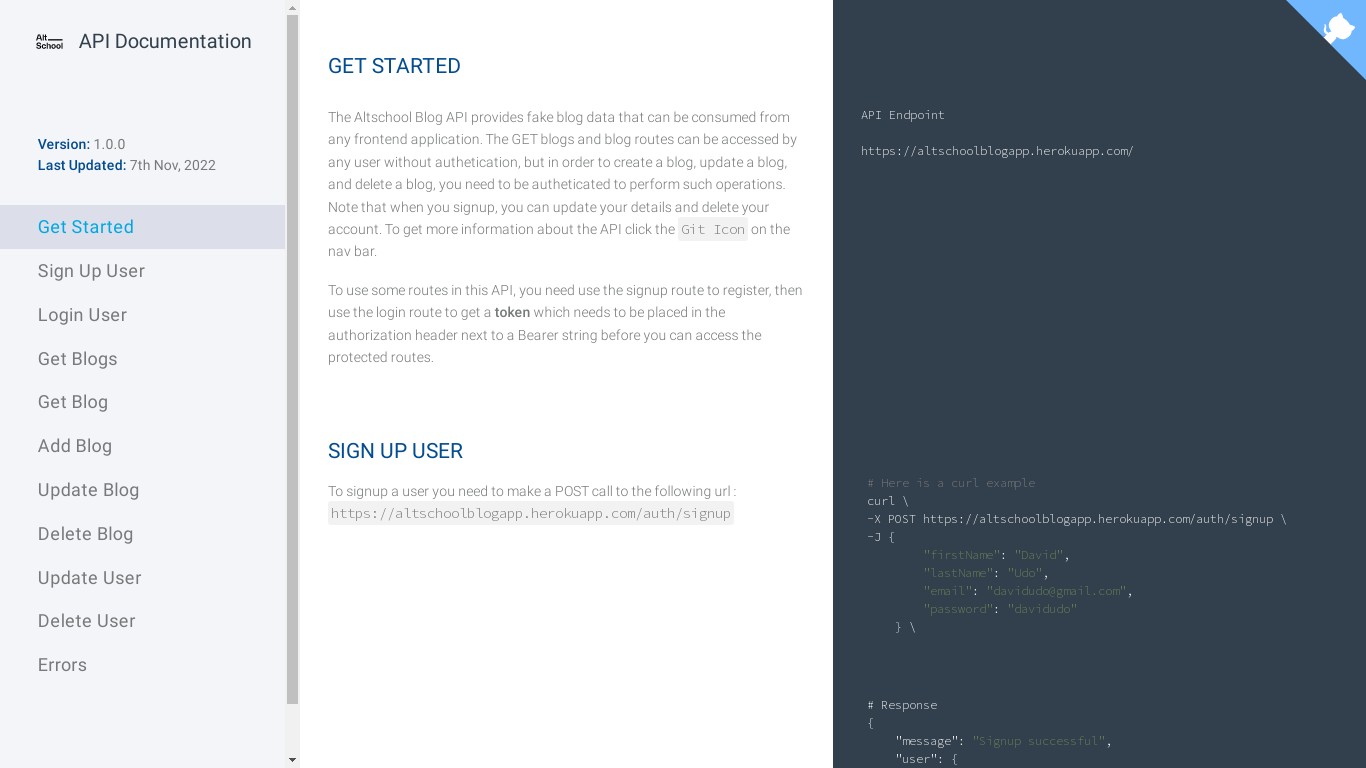 Alt
School
API Documentation
Version: 1.0.0
Last Updated: 7th Nov, 2022
Get Started
Sign Up User
Login User
Get Blogs
Get Blog
Add Blog
Update Blog
Delete Blog
Update User
Delete User
Errors
GET STARTED
The Altschool Blog API provides fake blog data that can be consumed from
any frontend application. The GET blogs and blog routes can be accessed by
any user without authetication, but in order to create a blog, update a blog,
and delete a blog, you need to be autheticated to perform such operations.
Note that when you signup, you can update your details and delete your
account. To get more information about the API click the Git Icon on the
nav bar.
To use some routes in this API, you need use the signup route to register, then
use the login route to get a token which needs to be placed in the
authorization header next to a Bearer string before you can access the
protected routes.
SIGN UP USER
To signup a user you need to make a POST call to the following url :
https://altschoolblogapp.herokuapp.com/auth/signup
API Endpoint
https://altschoolblogapp.herokuapp.com/
# Here is a curl example
curl \
-X POST https://altschoolblogapp.herokuapp.com/auth/signup \
-J {
"firstName": "David",
"lastName": "Udo",
"email": "davidudo@gmail.com",
"password": "davidudo"
} \
# Response
{
"message": "Signup successful",
"user": {